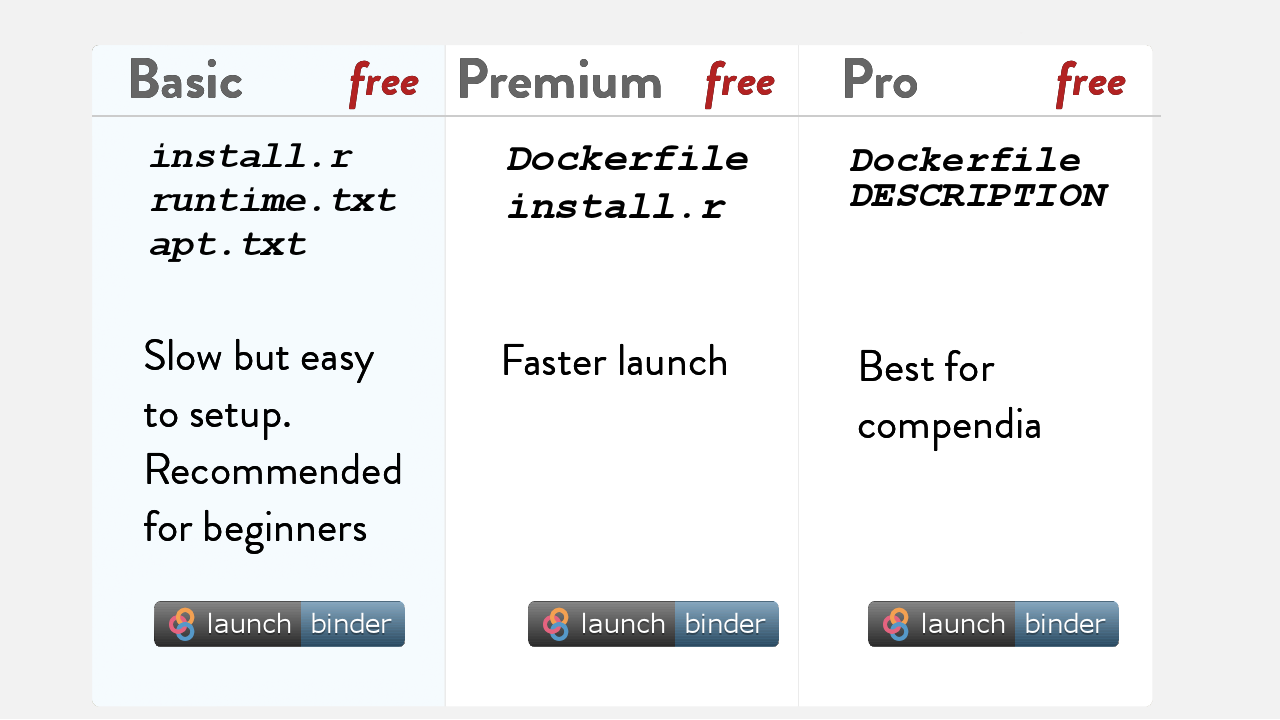 Basic free
install.r
runtime.txt
apt.txt
Slow but easy
to setup.
Recommended
for beginners
launch binder
Premium free
Dockerfile
install.r
Faster launch
launch binder
Pro free
Dockerfile
DESCRIPTION
Best for
compendia
launch binder